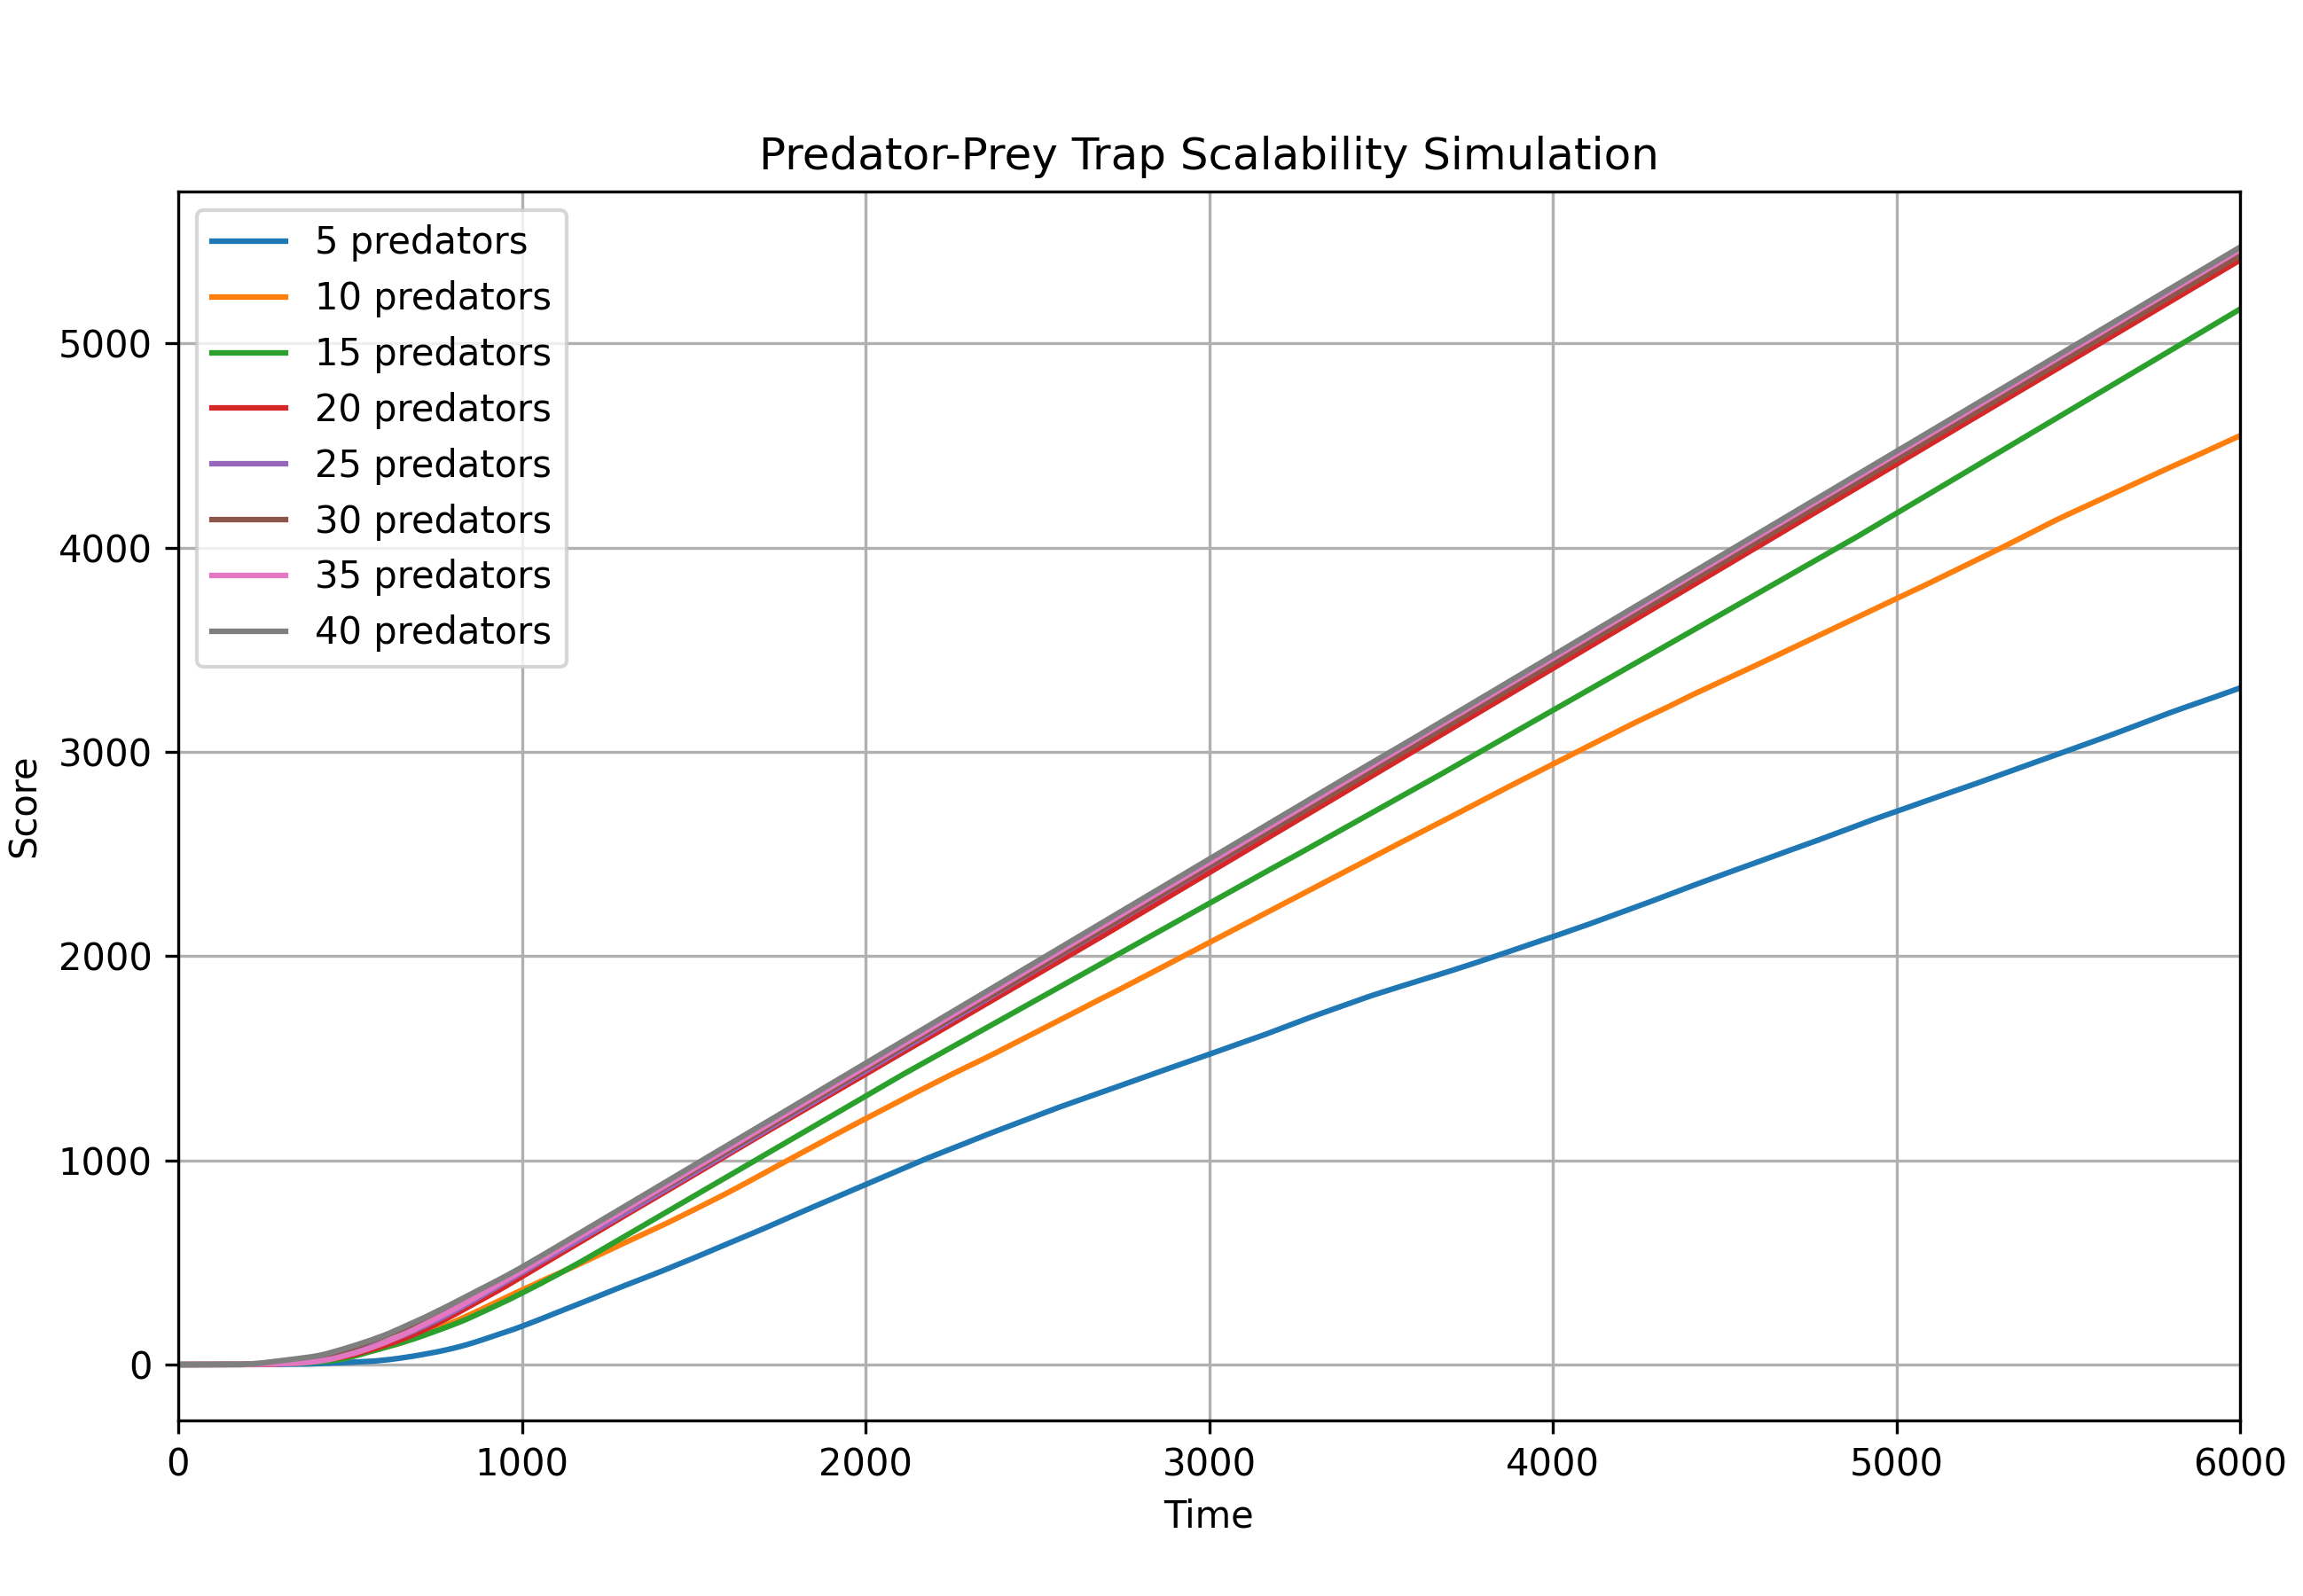 Predator-Prey Trap Scalability Simulation
5 predators
10 predators
15 predators
20 predators
25 predators
30 predators
35 predators
40 predators
5000
4000
3000
2000
1000
0
Score
0 1000 2000 3000 4000 5000 6000
Time